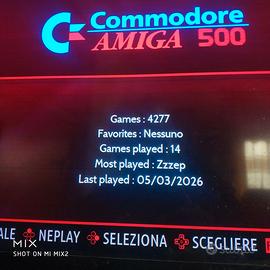 Commodore
AMIGA 500
Games : 4277
Favorites : Nessuno
Games played : 14
Most played : Zzzep
Last played : 05/03/2026
ALE NEPLAY SELEZIONA SCEGLIERE
MIX
SHOT ON MI MIX2